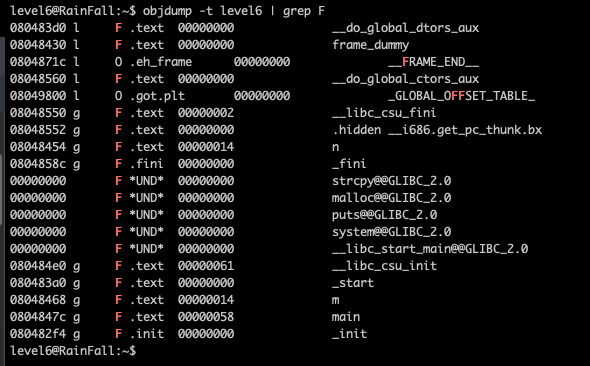 level6@RainFall:~$ objdump -t level6 | grep F
080483d0 l     F .text  00000000              __do_global_dtors_aux
08048430 l     F .text  00000000              frame_dummy
0804871c l     O .eh_frame      00000000              __FRAME_END__
08048560 l     F .text  00000000              __do_global_ctors_aux
08049800 l     O .got.plt       00000000              _GLOBAL_OFFSET_TABLE_
08048550 g     F .text  00000002              __libc_csu_fini
08048552 g     F .text  00000000              .hidden __i686.get_pc_thunk.bx
08048454 g     F .text  00000014              n
0804858c g     F .fini  00000000              _fini
00000000       F *UND*  00000000              strcpy@@GLIBC_2.0
00000000       F *UND*  00000000              malloc@@GLIBC_2.0
00000000       F *UND*  00000000              puts@@GLIBC_2.0
00000000       F *UND*  00000000              system@@GLIBC_2.0
00000000       F *UND*  00000000              __libc_start_main@@GLIBC_2.0
080484e0 g     F .text  00000061              __libc_csu_init
080483a0 g     F .text  00000000              _start
08048468 g     F .text  00000014              m
0804847c g     F .text  00000058              main
080482f4 g     F .init  00000000              _init
level6@RainFall:~$